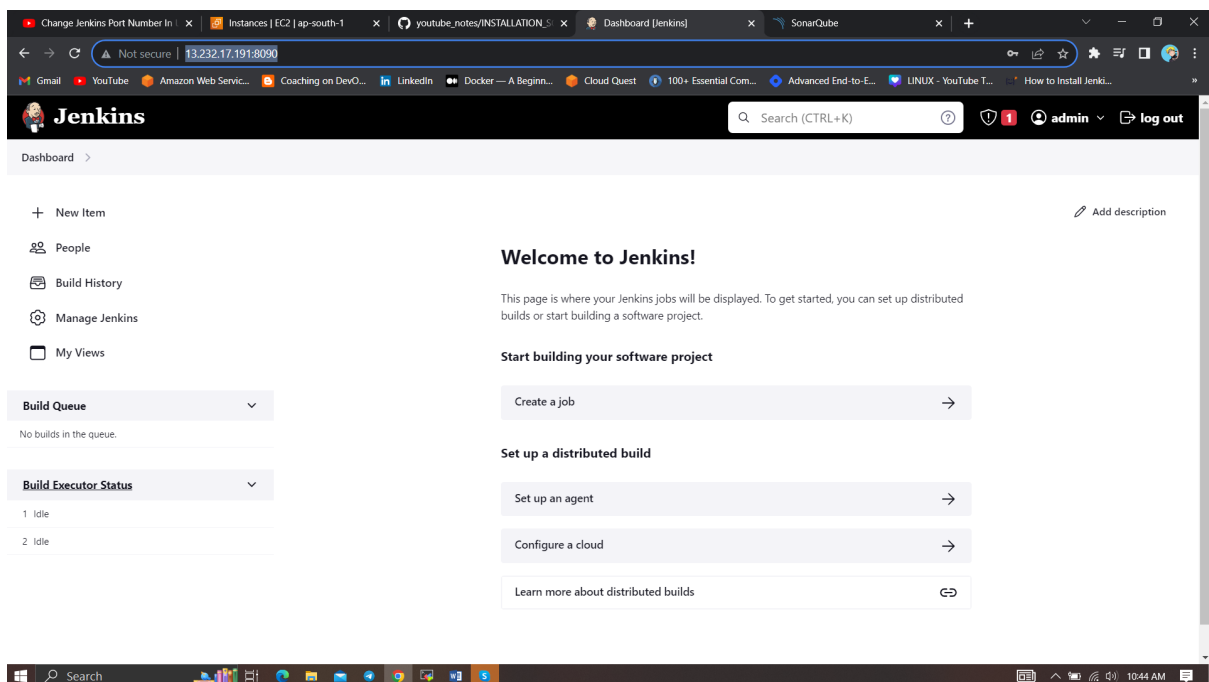 Change Jenkins Port Number In
Instances | EC2 | ap-south-1
youtube_notes/INSTALLATION_S
Dashboard [Jenkins]
SonarQube
Not secure | 13.232.17.191:8090
Gmail
YouTube
Amazon Web Servic...
Coaching on DevO...
LinkedIn
Docker — A Beginn...
Cloud Quest
100+ Essential Com...
Advanced End-to-E...
LINUX - YouTube T...
How to Install Jenki...
»
Jenkins
Search (CTRL+K)
1
admin
log out
Dashboard
New Item
People
Build History
Manage Jenkins
My Views
Build Queue
No builds in the queue.
Build Executor Status
1 Idle
2 Idle
Add description
Welcome to Jenkins!
This page is where your Jenkins jobs will be displayed. To get started, you can set up distributed
builds or start building a software project.
Start building your software project
Create a job
Set up a distributed build
Set up an agent
Configure a cloud
Learn more about distributed builds
Search
10:44 AM